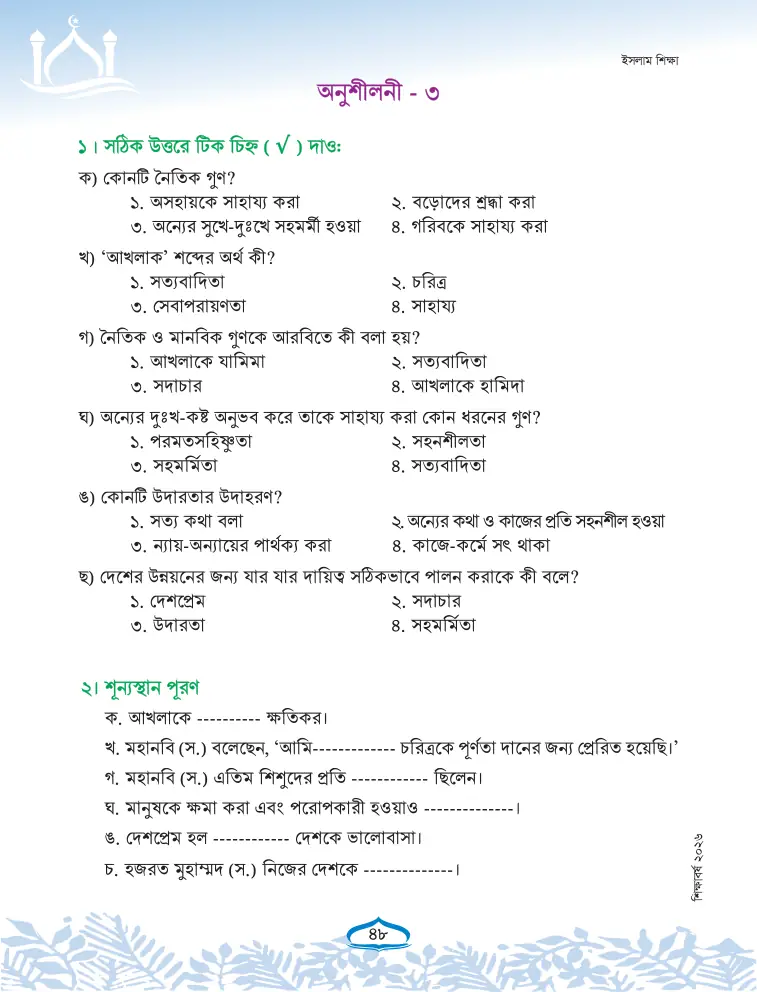 ইসলাম শিক্ষা
অনুশীলনী - ৩
১। সঠিক উত্তরে টিক চিহ্ন ( √ ) দাও:
ক) কোনটি নৈতিক গুণ?
১. অসহায়কে সাহায্য করা ২. বড়োদের শ্রদ্ধা করা
৩. অন্যের সুখে-দুঃখে সহমর্মী হওয়া ৪. গরিবকে সাহায্য করা
খ) ‘আখলাক’ শব্দের অর্থ কী?
১. সত্যবাদিতা ২. চরিত্র
৩. সেবাপরায়ণতা ৪. সাহায্য
গ) নৈতিক ও মানবিক গুণকে আরবিতে কী বলা হয়?
১. আখলাকে যামিমা ২. সত্যবাদিতা
৩. সদাচার ৪. আখলাকে হামিদা
ঘ) অন্যের দুঃখ-কষ্ট অনুভব করে তাকে সাহায্য করা কোন ধরনের গুণ?
১. পরমতসহিষ্ণুতা ২. সহনশীলতা
৩. সহমর্মিতা ৪. সত্যবাদিতা
ঙ) কোনটি উদারতার উদাহরণ?
১. সত্য কথা বলা ২. অন্যের কথা ও কাজের প্রতি সহনশীল হওয়া
৩. ন্যায়-অন্যায়ের পার্থক্য করা ৪. কাজে-কর্মে সৎ থাকা
ছ) দেশের উন্নয়নের জন্য যার যার দায়িত্ব সঠিকভাবে পালন করাকে কী বলে?
১. দেশপ্রেম ২. সদাচার
৩. উদারতা ৪. সহমর্মিতা
২। শূন্যস্থান পূরণ
ক. আখলাকে ---------- ক্ষতিকর।
খ. মহানবি (স.) বলেছেন, ‘আমি------------- চরিত্রকে পূর্ণতা দানের জন্য প্রেরিত হয়েছি।’
গ. মহানবি (স.) এতিম শিশুদের প্রতি ------------ ছিলেন।
ঘ. মানুষকে ক্ষমা করা এবং পরোপকারী হওয়াও --------------।
ঙ. দেশপ্রেম হল ------------ দেশকে ভালোবাসা।
চ. হজরত মুহাম্মদ (স.) নিজের দেশকে --------------।
শিক্ষাবর্ষ ২০২৬
৪৮